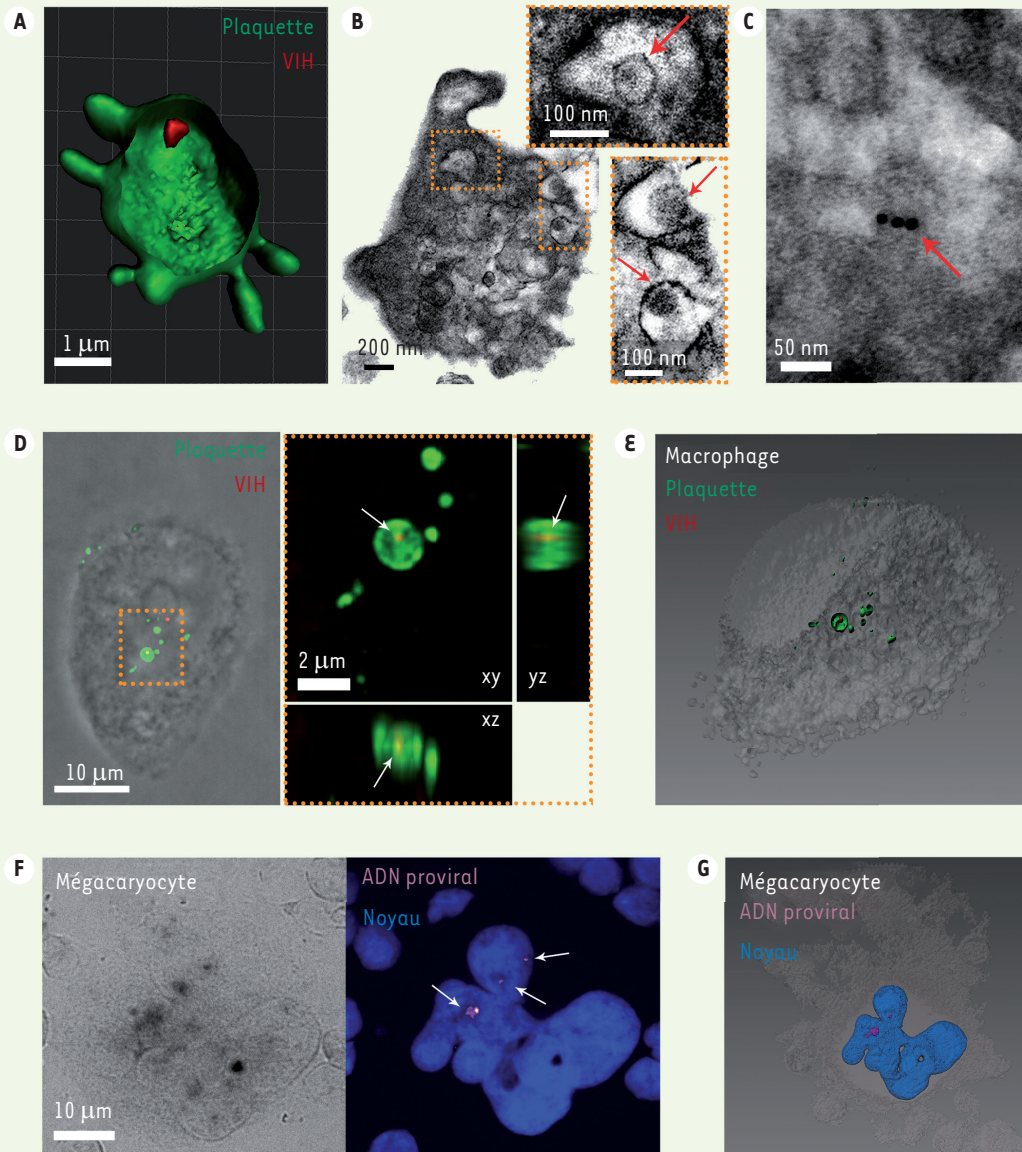 A
Plaquette
VIH
1 μm
B
200 nm
100 nm
100 nm
C
50 nm
D
Plaquette
VIH
10 μm
2 μm
xy
yz
xz
E
Macrophage
Plaquette
VIH
F
Mégacaryocyte
10 μm
ADN proviral
Noyau
G
Mégacaryocyte
ADN proviral
Noyau